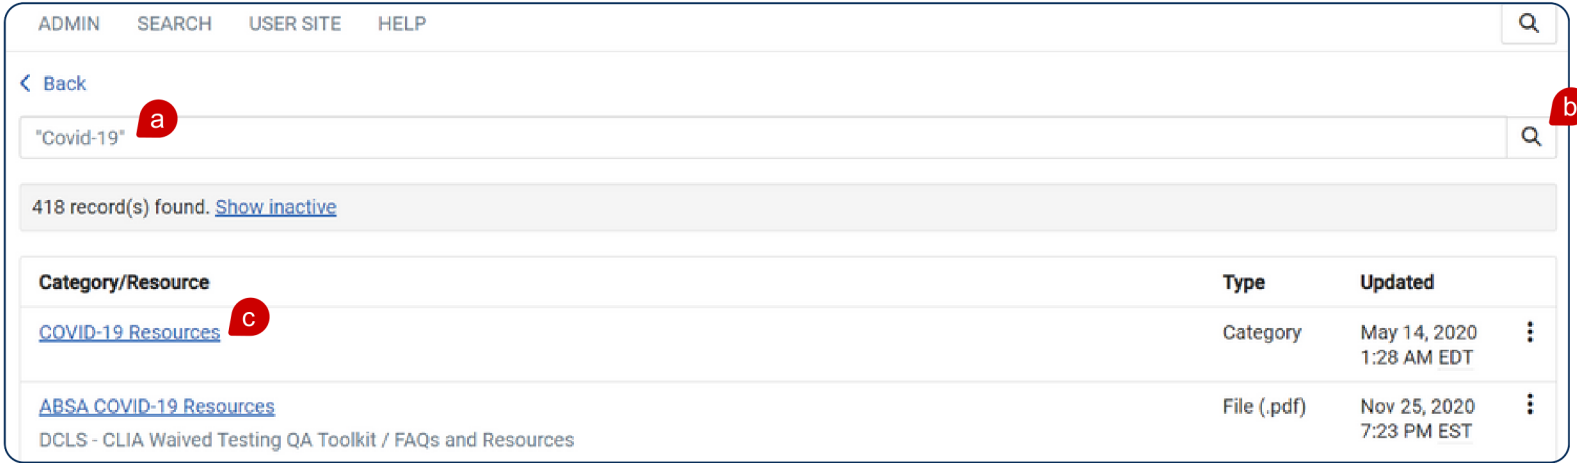 ADMIN SEARCH USER SITE HELP
Back
"Covid-19" a
b
418 record(s) found. Show inactive
Category/Resource Type Updated
COVID-19 Resources c Category May 14, 2020
1:28 AM EDT
ABSA COVID-19 Resources File (.pdf) Nov 25, 2020
DCLS - CLIA Waived Testing QA Toolkit / FAQs and Resources 7:23 PM EST